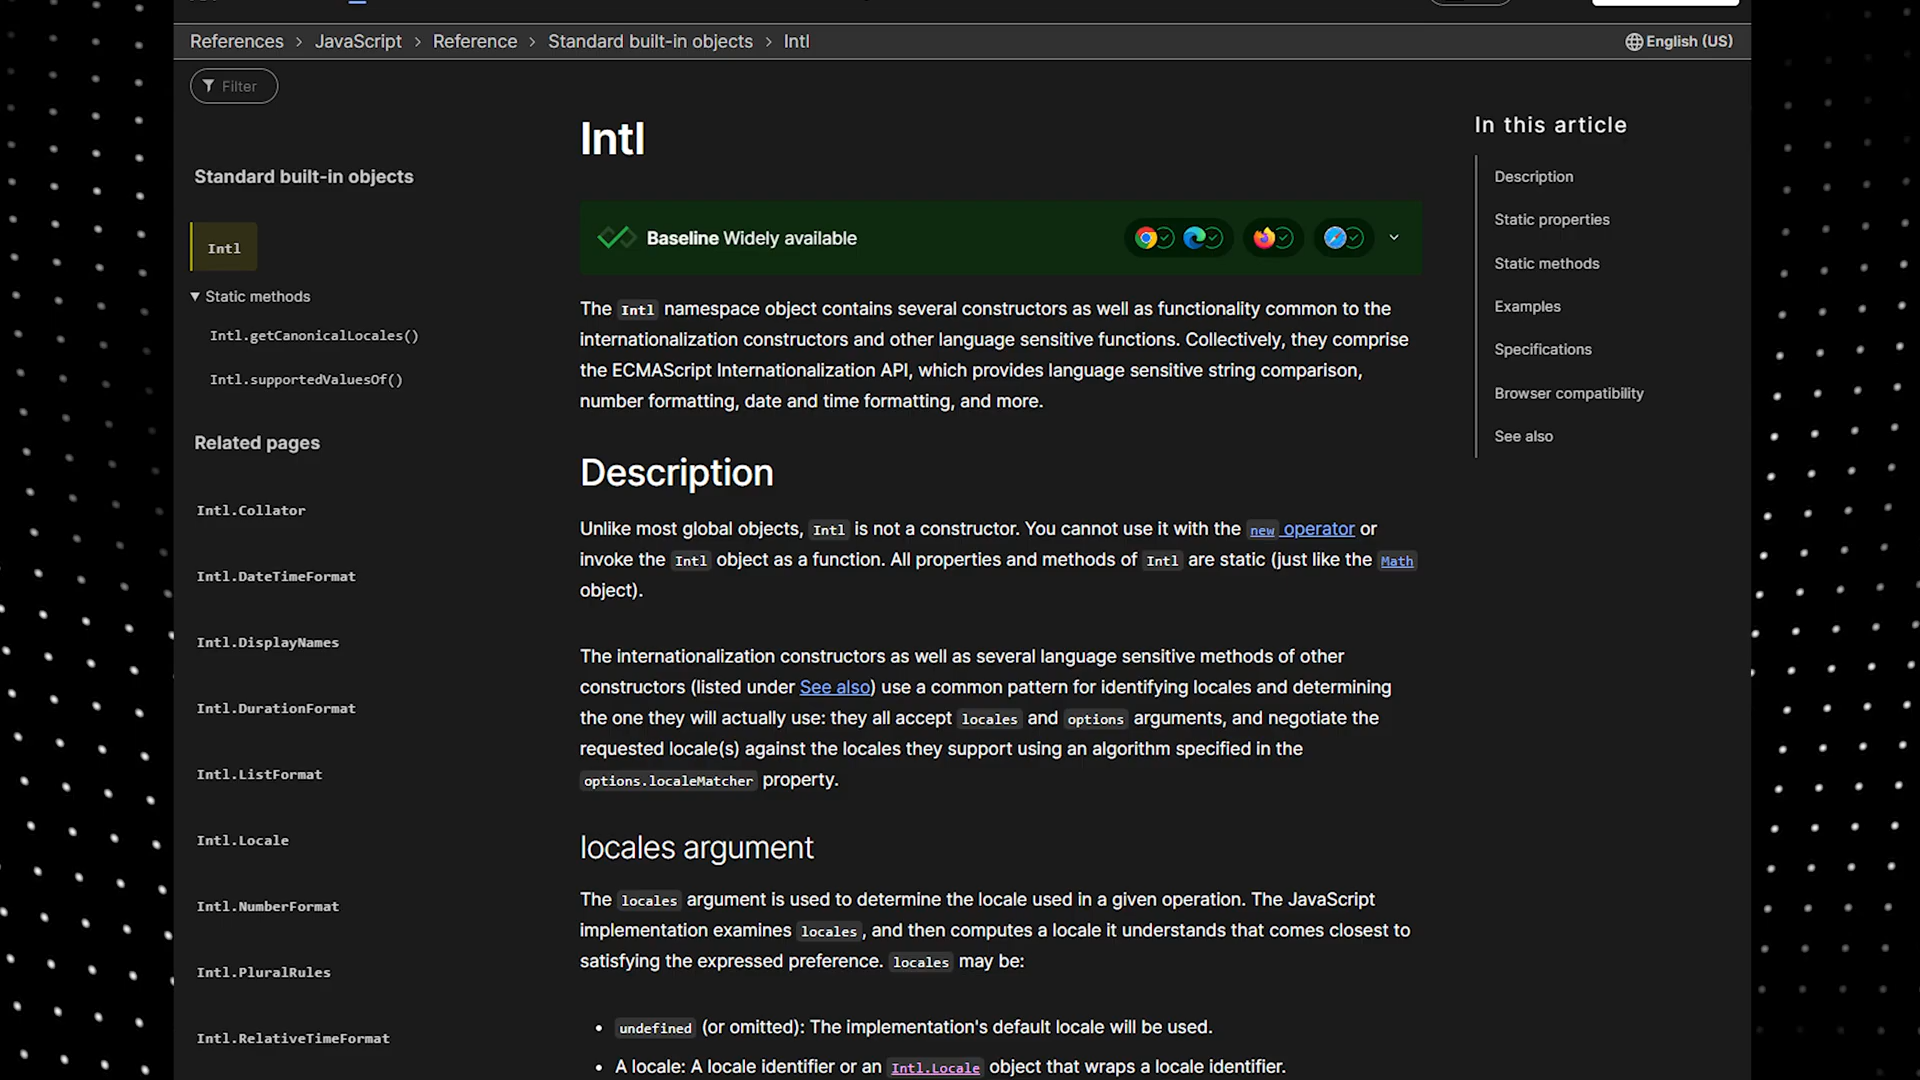 References › JavaScript › Reference › Standard built-in objects › Intl
English (US)
Filter
Standard built-in objects
Intl
▼ Static methods
Intl.getCanonicalLocales()
Intl.supportedValuesOf()
Related pages
Intl.Collator
Intl.DateTimeFormat
Intl.DisplayNames
Intl.DurationFormat
Intl.ListFormat
Intl.Locale
Intl.NumberFormat
Intl.PluralRules
Intl.RelativeTimeFormat
Intl
Baseline Widely available
The Intl namespace object contains several constructors as well as functionality common to the
internationalization constructors and other language sensitive functions. Collectively, they comprise
the ECMAScript Internationalization API, which provides language sensitive string comparison,
number formatting, date and time formatting, and more.
Description
Unlike most global objects, Intl is not a constructor. You cannot use it with the new operator or
invoke the Intl object as a function. All properties and methods of Intl are static (just like the Math
object).
The internationalization constructors as well as several language sensitive methods of other
constructors (listed under See also) use a common pattern for identifying locales and determining
the one they will actually use: they all accept locales and options arguments, and negotiate the
requested locale(s) against the locales they support using an algorithm specified in the
options.localeMatcher property.
locales argument
The locales argument is used to determine the locale used in a given operation. The JavaScript
implementation examines locales, and then computes a locale it understands that comes closest to
satisfying the expressed preference. locales may be:
• undefined (or omitted): The implementation's default locale will be used.
• A locale: A locale identifier or an Intl.Locale object that wraps a locale identifier.
In this article
Description
Static properties
Static methods
Examples
Specifications
Browser compatibility
See also